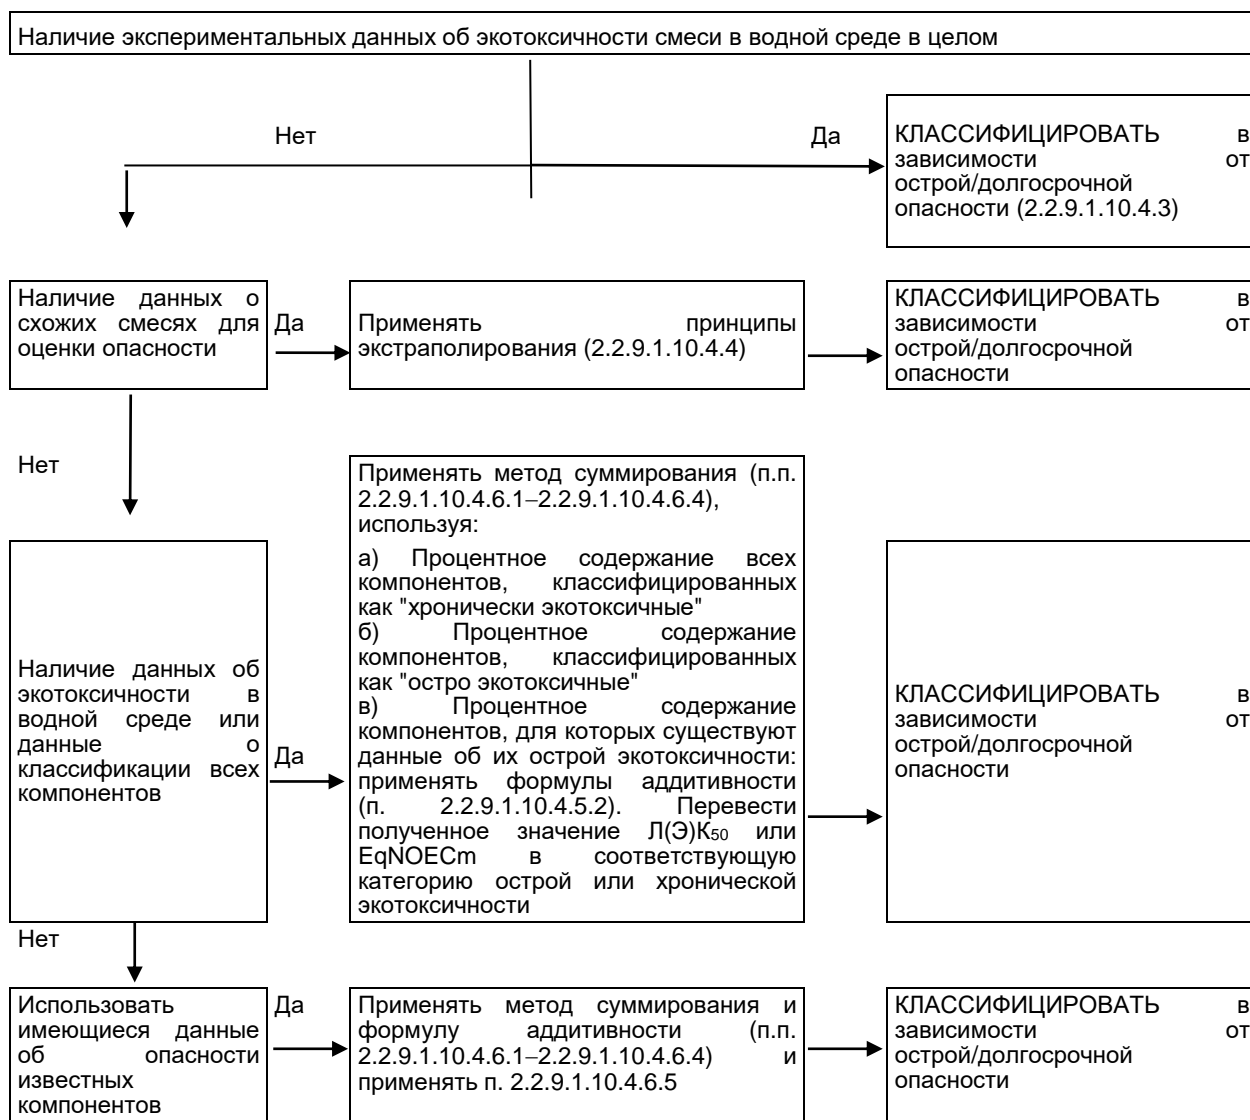 Наличие экспериментальных данных об экотоксичности смеси в водной среде в целом
Нет
Да
КЛАССИФИЦИРОВАТЬ в
зависимости от
острой/долгосрочной
опасности (2.2.9.1.10.4.3)
Наличие данных о
схожих смесях для
оценки опасности
Да
Применять принципы
экстраполирования (2.2.9.1.10.4.4)
КЛАССИФИЦИРОВАТЬ в
зависимости от
острой/долгосрочной
опасности
Нет
Наличие данных об
экотоксичности в
водной среде или
данные о
классификации всех
компонентов
Да
Применять метод суммирования (п.п.
2.2.9.1.10.4.6.1–2.2.9.1.10.4.6.4),
используя:
а) Процентное содержание всех
компонентов, классифицированных
как "хронически экотоксичные"
б) Процентное содержание
компонентов, классифицированных
как "остро экотоксичные"
в) Процентное содержание
компонентов, для которых существуют
данные об их острой экотоксичности:
применять формулы аддитивности
(п. 2.2.9.1.10.4.5.2). Перевести
полученное значение Л(Э)К₅₀ или
EqNOECm в соответствующую
категорию острой или хронической
экотоксичности
КЛАССИФИЦИРОВАТЬ в
зависимости от
острой/долгосрочной
опасности
Нет
Использовать
имеющиеся данные
об опасности
известных
компонентов
Да
Применять метод суммирования и
формулу аддитивности (п.п.
2.2.9.1.10.4.6.1–2.2.9.1.10.4.6.4) и
применять п. 2.2.9.1.10.4.6.5
КЛАССИФИЦИРОВАТЬ в
зависимости от
острой/долгосрочной
опасности